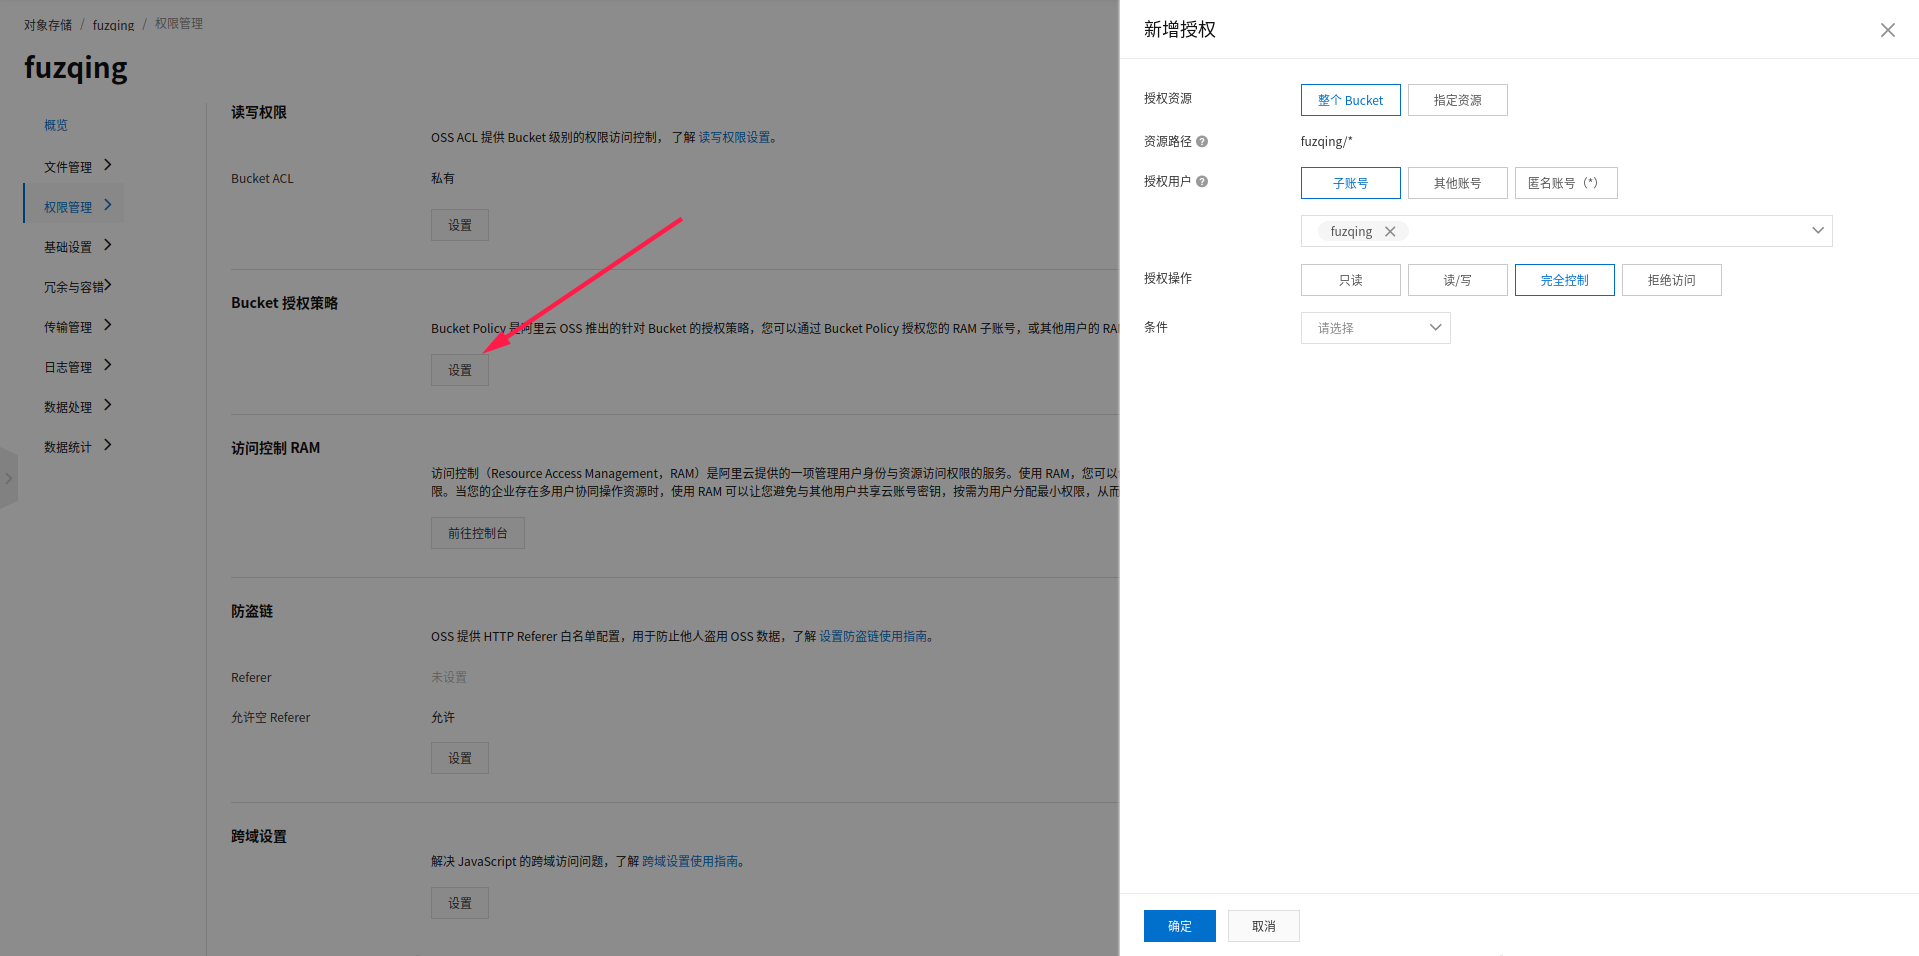 对象存储 / fuzqing / 权限管理
fuzqing
概览
文件管理
权限管理
基础设置
冗余与容错
传输管理
日志管理
数据处理
数据统计
读写权限
OSS ACL 提供 Bucket 级别的权限访问控制， 了解 读写权限设置。
Bucket ACL 私有
设置
Bucket 授权策略
Bucket Policy 是阿里云 OSS 推出的针对 Bucket 的授权策略，您可以通过 Bucket Policy 授权您的 RAM 子账号，或其他用户的 RA
设置
访问控制 RAM
访问控制（Resource Access Management，RAM）是阿里云提供的一项管理用户身份与资源访问权限的服务。使用 RAM，您可以
限。当您的企业存在多用户协同操作资源时，使用 RAM 可以让您避免与其他用户共享云账号密钥，按需为用户分配最小权限，从而
前往控制台
防盗链
OSS 提供 HTTP Referer 白名单配置，用于防止他人盗用 OSS 数据，了解 设置防盗链使用指南。
Referer 未设置
允许空 Referer 允许
设置
跨域设置
解决 JavaScript 的跨域访问问题，了解 跨域设置使用指南。
设置
新增授权
授权资源 整个 Bucket 指定资源
资源路径 fuzqing/*
授权用户 子账号 其他账号 匿名账号（*）
fuzqing
授权操作 只读 读/写 完全控制 拒绝访问
条件 请选择
确定 取消